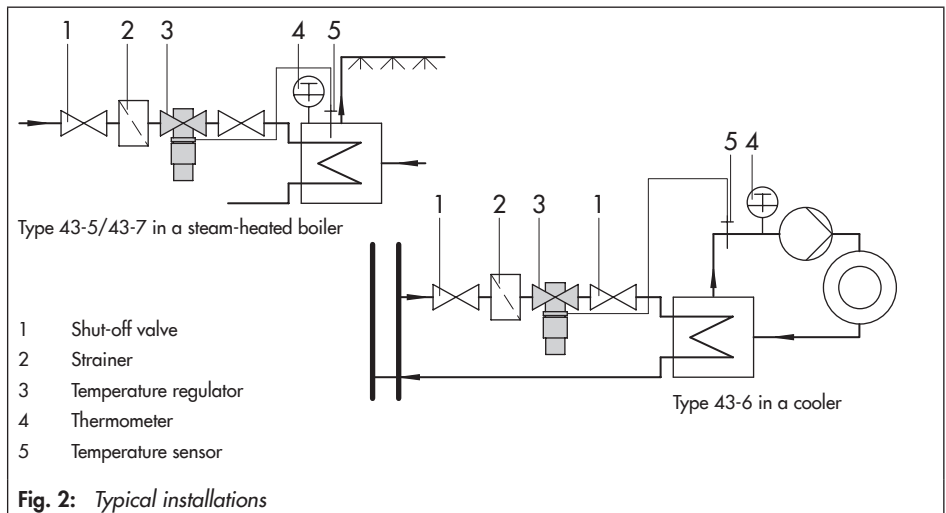 1 2 3 4 5
Type 43-5/43-7 in a steam-heated boiler
1 2 3 1 5 4
Type 43-6 in a cooler
1 Shut-off valve
2 Strainer
3 Temperature regulator
4 Thermometer
5 Temperature sensor
Fig. 2: Typical installations